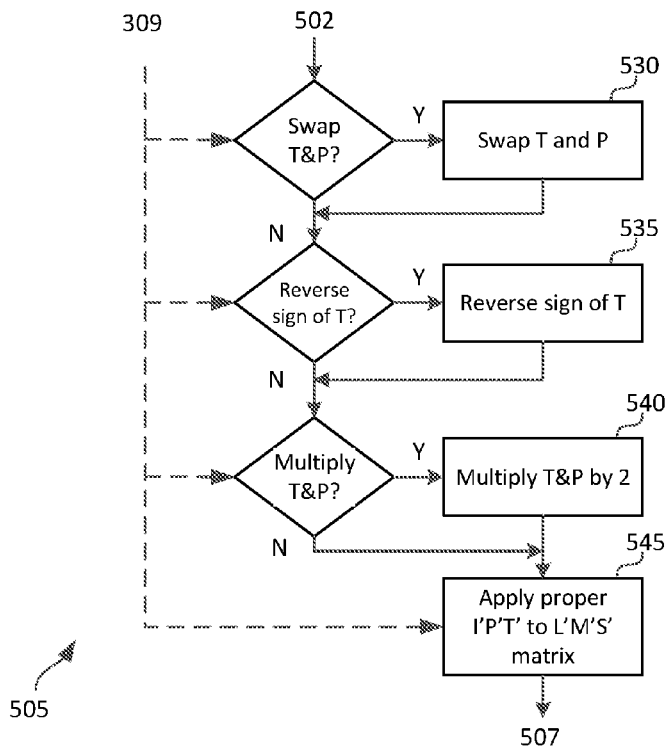 309
502
530
Swap
T&P?
Y
Swap T and P
N
535
Reverse
sign of T?
Y
Reverse sign of T
N
540
Multiply
T&P?
Y
Multiply T&P by 2
N
545
Apply proper
I'P'T' to L'M'S'
matrix
505
507